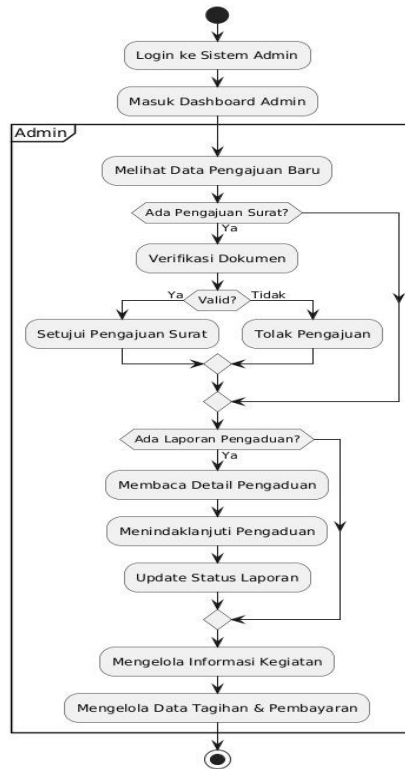 Login ke Sistem Admin
Masuk Dashboard Admin
Admin
Melihat Data Pengajuan Baru
Ada Pengajuan Surat?
Ya
Verifikasi Dokumen
Ya
Valid?
Tidak
Setujui Pengajuan Surat
Tolak Pengajuan
Ada Laporan Pengaduan?
Ya
Membaca Detail Pengaduan
Menindaklanjuti Pengaduan
Update Status Laporan
Mengelola Informasi Kegiatan
Mengelola Data Tagihan & Pembayaran